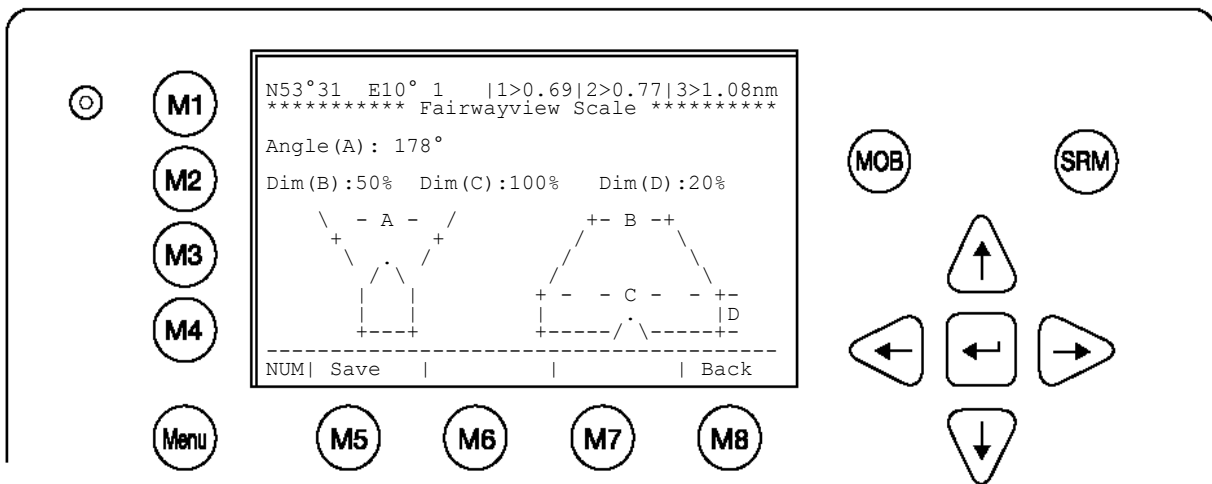 N53°31 E10° 1 |1>0.69|2>0.77|3>1.08nm
*********** Fairwayview Scale **********
Angle(A): 178°
Dim(B):50% Dim(C):100% Dim(D):20%
- A -
+- B -+
+ - - C - - +-
D
NUM| Save | | | Back
M1
M2
M3
M4
Menu
M5
M6
M7
M8
MOB
SRM